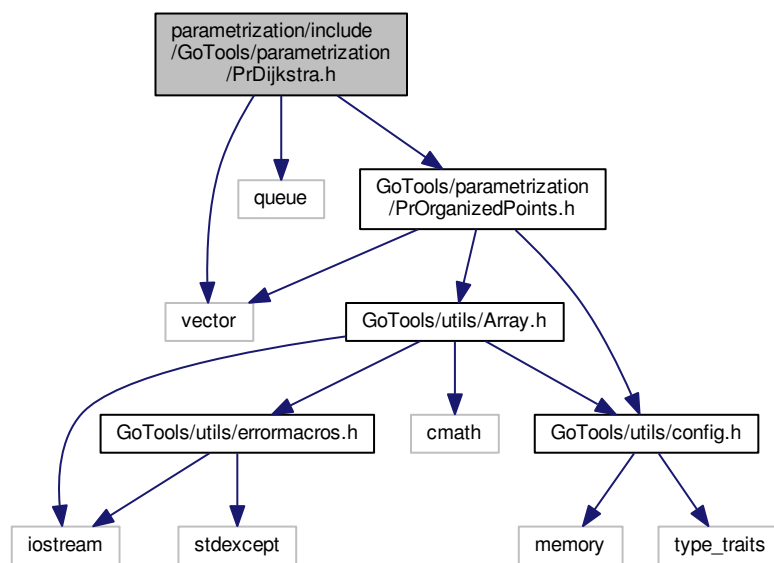 parametrization/include
/GoTools/parametrization
/PrDijkstra.h
queue
GoTools/parametrization
/PrOrganizedPoints.h
vector
GoTools/utils/Array.h
GoTools/utils/errormacros.h
cmath
GoTools/utils/config.h
iostream
stdexcept
memory
type_traits